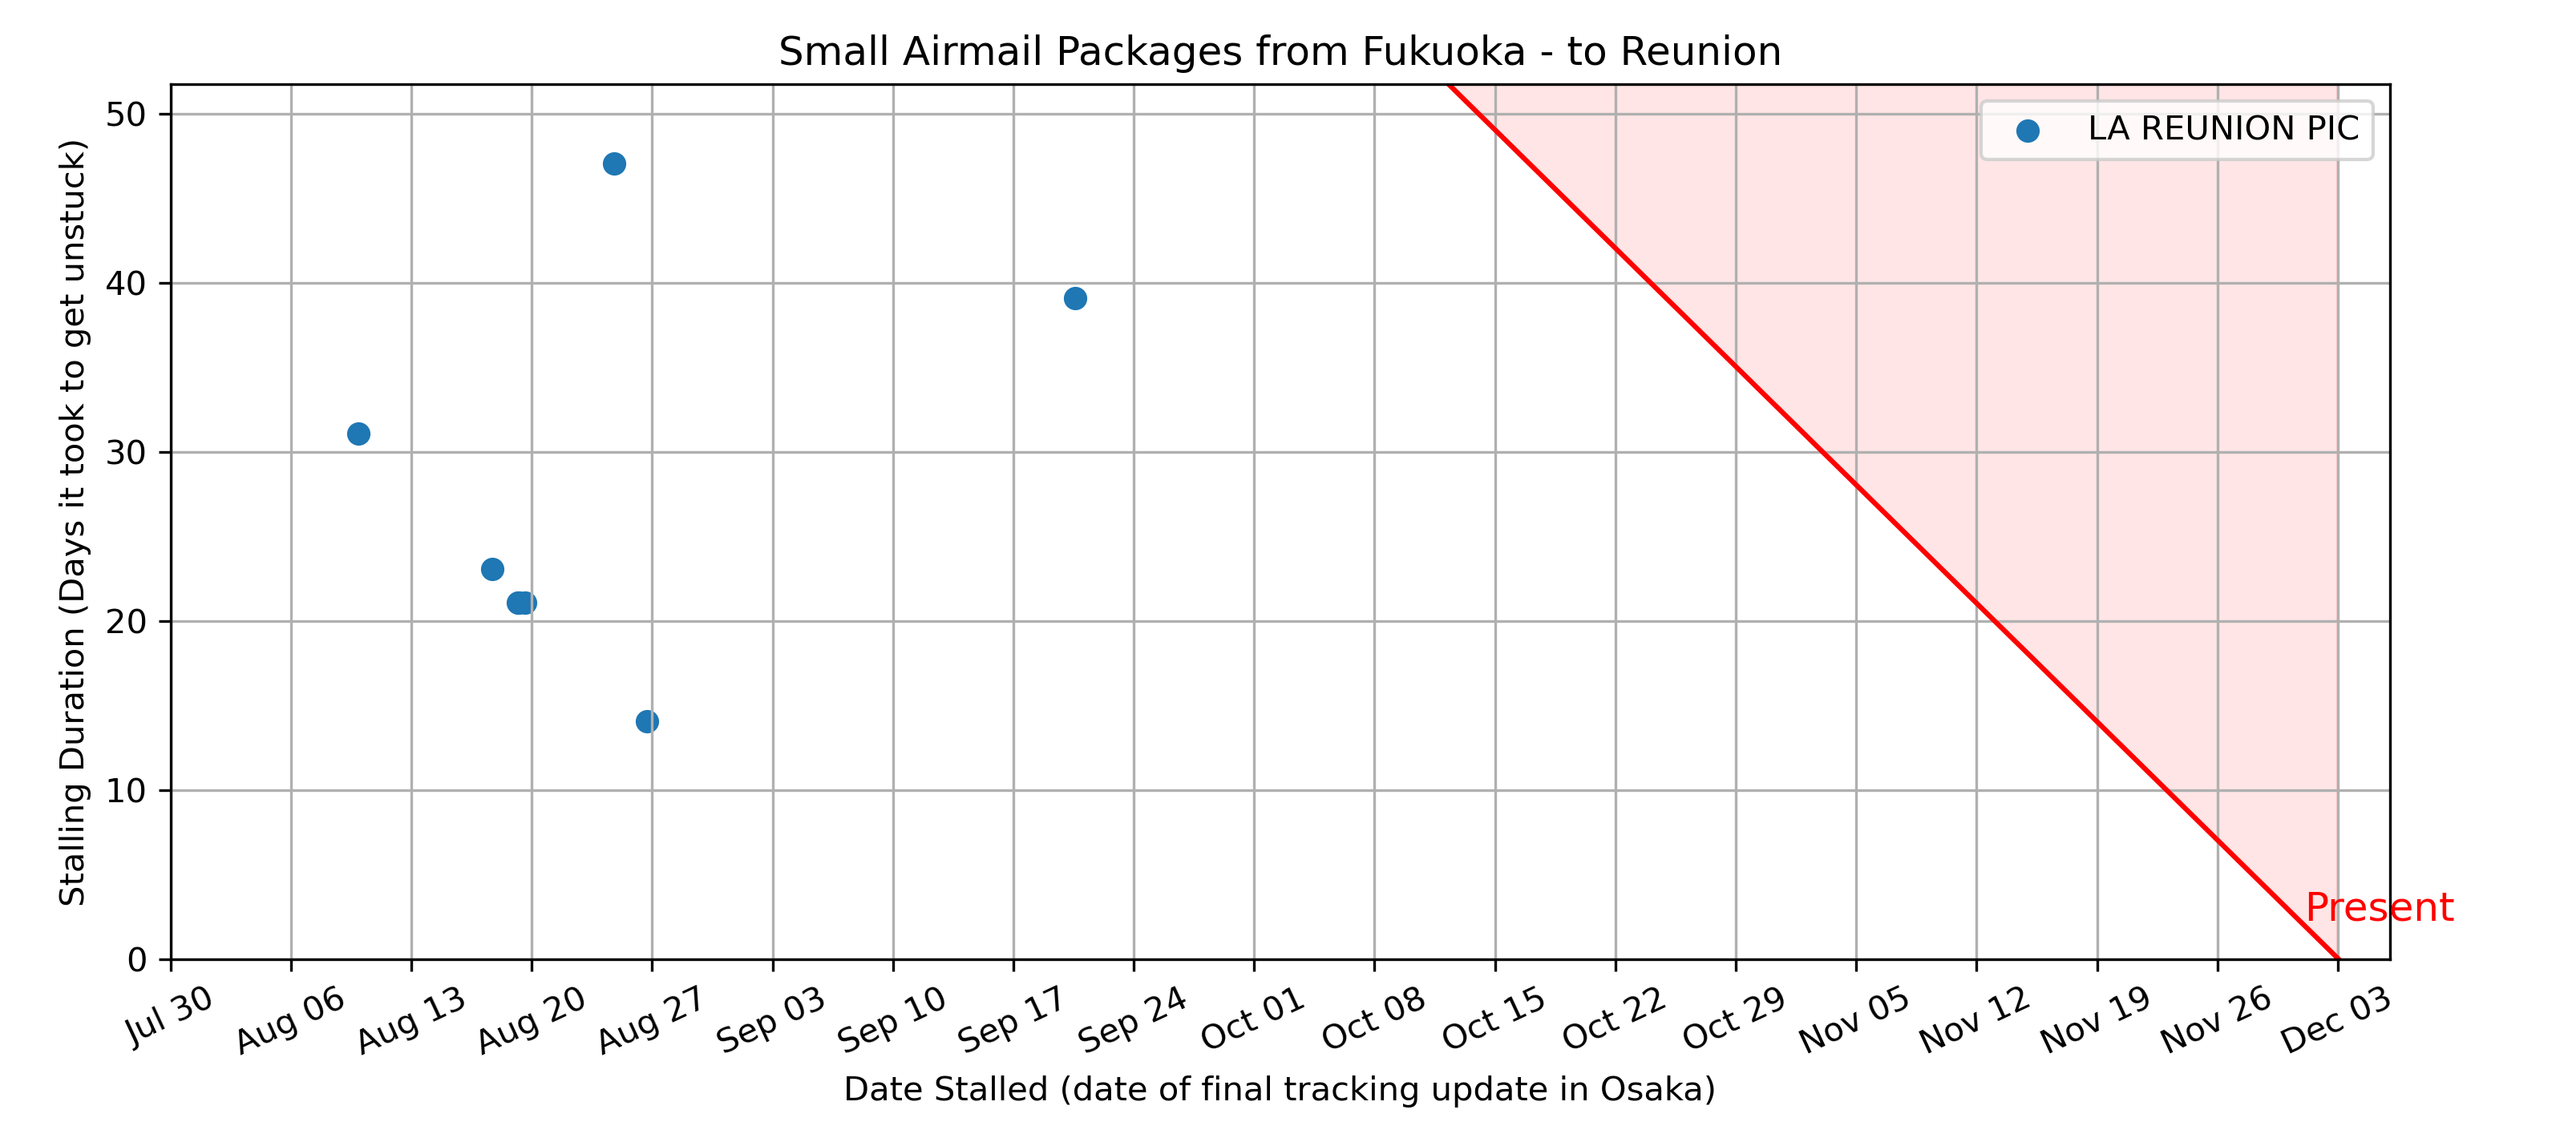 Small Airmail Packages from Fukuoka - to Reunion
LA REUNION PIC
Stalling Duration (Days it took to get unstuck)
50
40
30
20
10
0
Present
Jul 30
Aug 06
Aug 13
Aug 20
Aug 27
Sep 03
Sep 10
Sep 17
Sep 24
Oct 01
Oct 08
Oct 15
Oct 22
Oct 29
Nov 05
Nov 12
Nov 19
Nov 26
Dec 03
Date Stalled (date of final tracking update in Osaka)